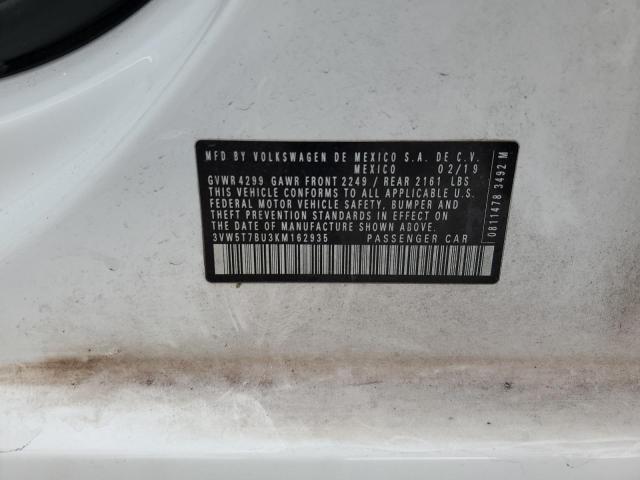 MFD BY VOLKSWAGEN DE MEXICO S.A. DE C.V.
MEXICO 02/19
GVWR 4299 GAWR FRONT 2249 / REAR 2161 LBS
THIS VEHICLE CONFORMS TO ALL APPLICABLE U.S.
FEDERAL MOTOR VEHICLE SAFETY, BUMPER AND
THEFT PREVENTION STANDARDS IN EFFECT ON
THE DATE OF MANUFACTURE SHOWN ABOVE
3VW5T7BU3KM162935 PASSENGER CAR
0811478 3492 M